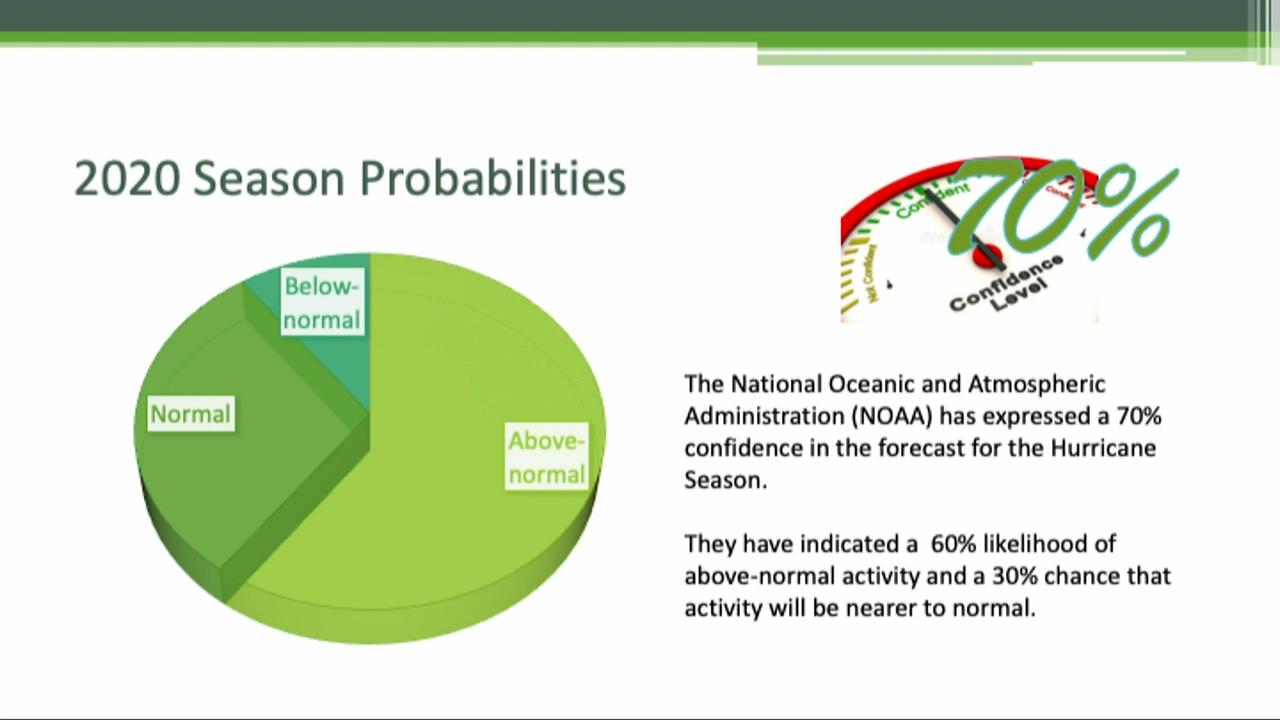 2020 Season Probabilities
70%
Confident
Not Confident
Confidence
Level
Below-
normal
Normal
Above-
normal
The National Oceanic and Atmospheric
Administration (NOAA) has expressed a 70%
confidence in the forecast for the Hurricane
Season.
They have indicated a  60% likelihood of
above-normal activity and a 30% chance that
activity will be nearer to normal.